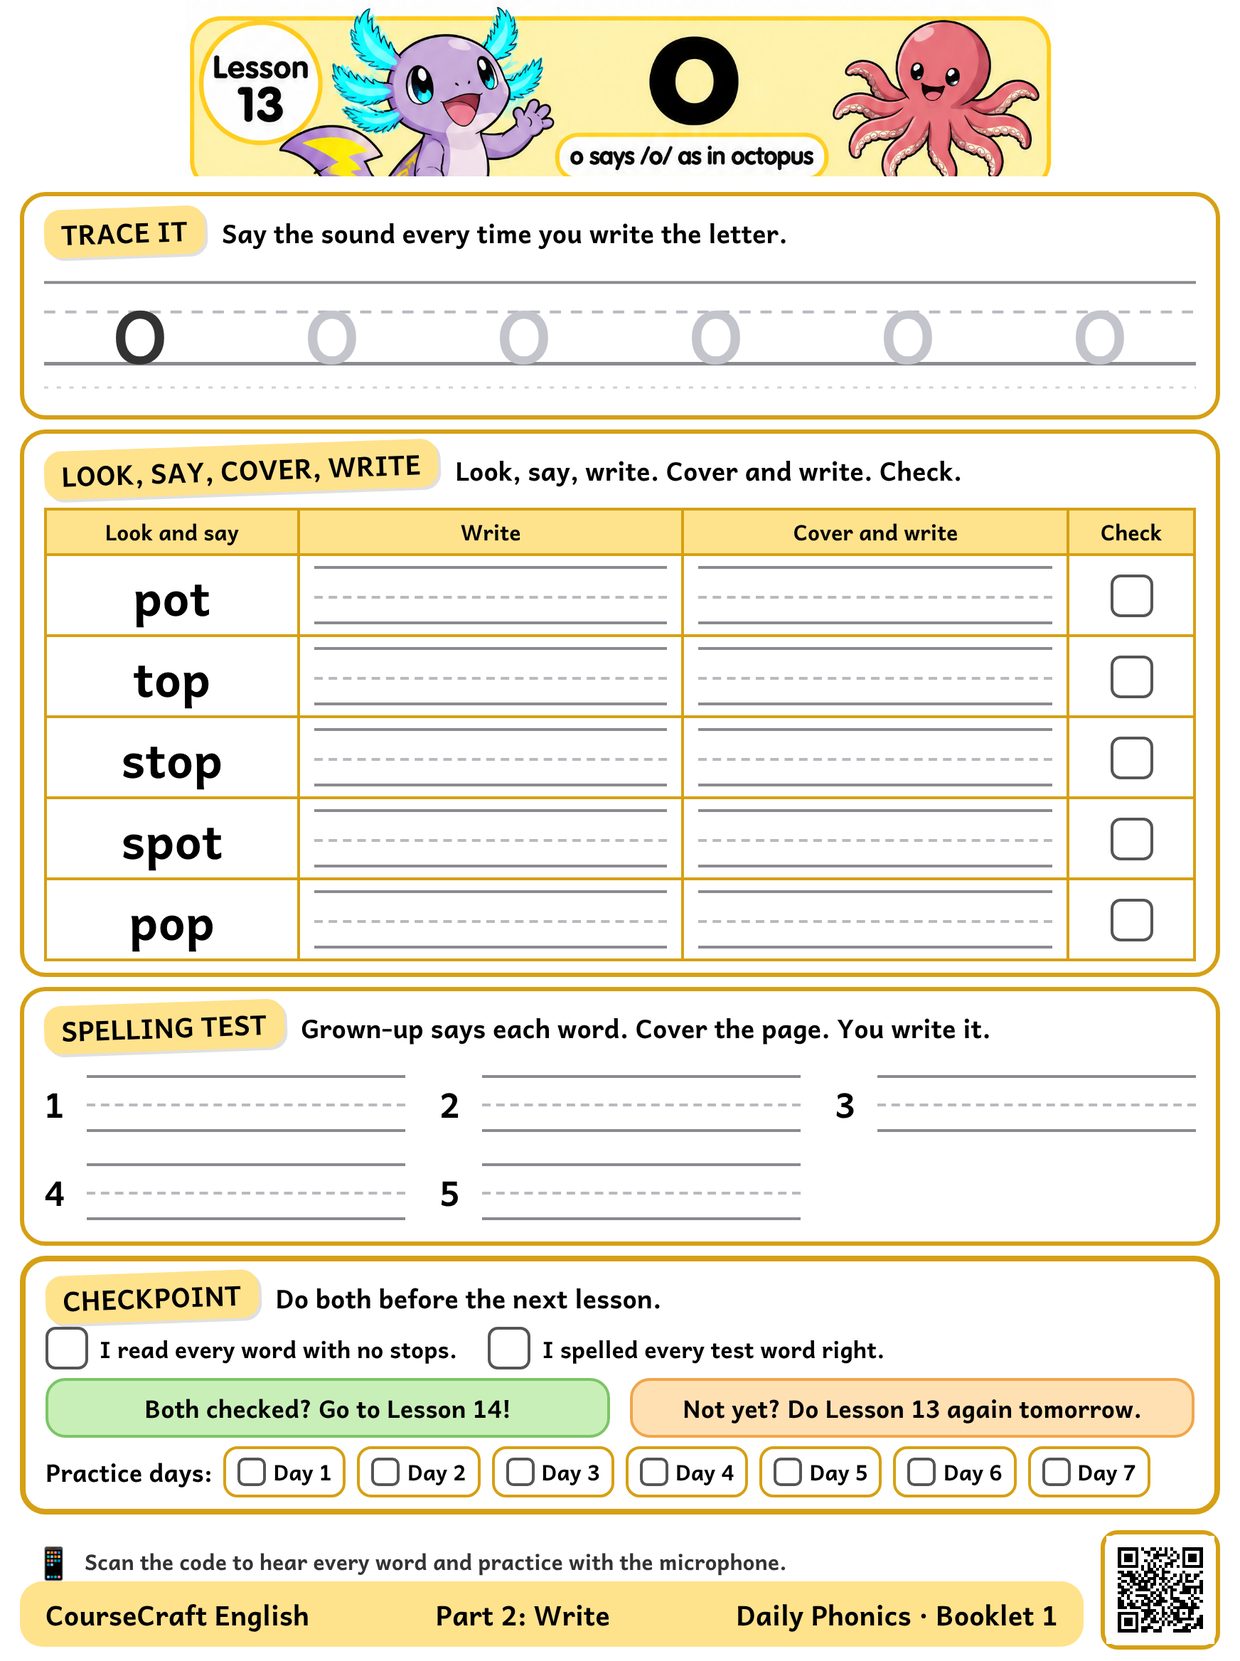 Lesson
13
o
o says /o/ as in octopus
TRACE IT Say the sound every time you write the letter.
o o o o o o
LOOK, SAY, COVER, WRITE Look, say, write. Cover and write. Check.
Look and say Write Cover and write Check
pot
top
stop
spot
pop
SPELLING TEST Grown-up says each word. Cover the page. You write it.
1 2 3
4 5
CHECKPOINT Do both before the next lesson.
I read every word with no stops. I spelled every test word right.
Both checked? Go to Lesson 14! Not yet? Do Lesson 13 again tomorrow.
Practice days: Day 1 Day 2 Day 3 Day 4 Day 5 Day 6 Day 7
Scan the code to hear every word and practice with the microphone.
CourseCraft English Part 2: Write Daily Phonics · Booklet 1